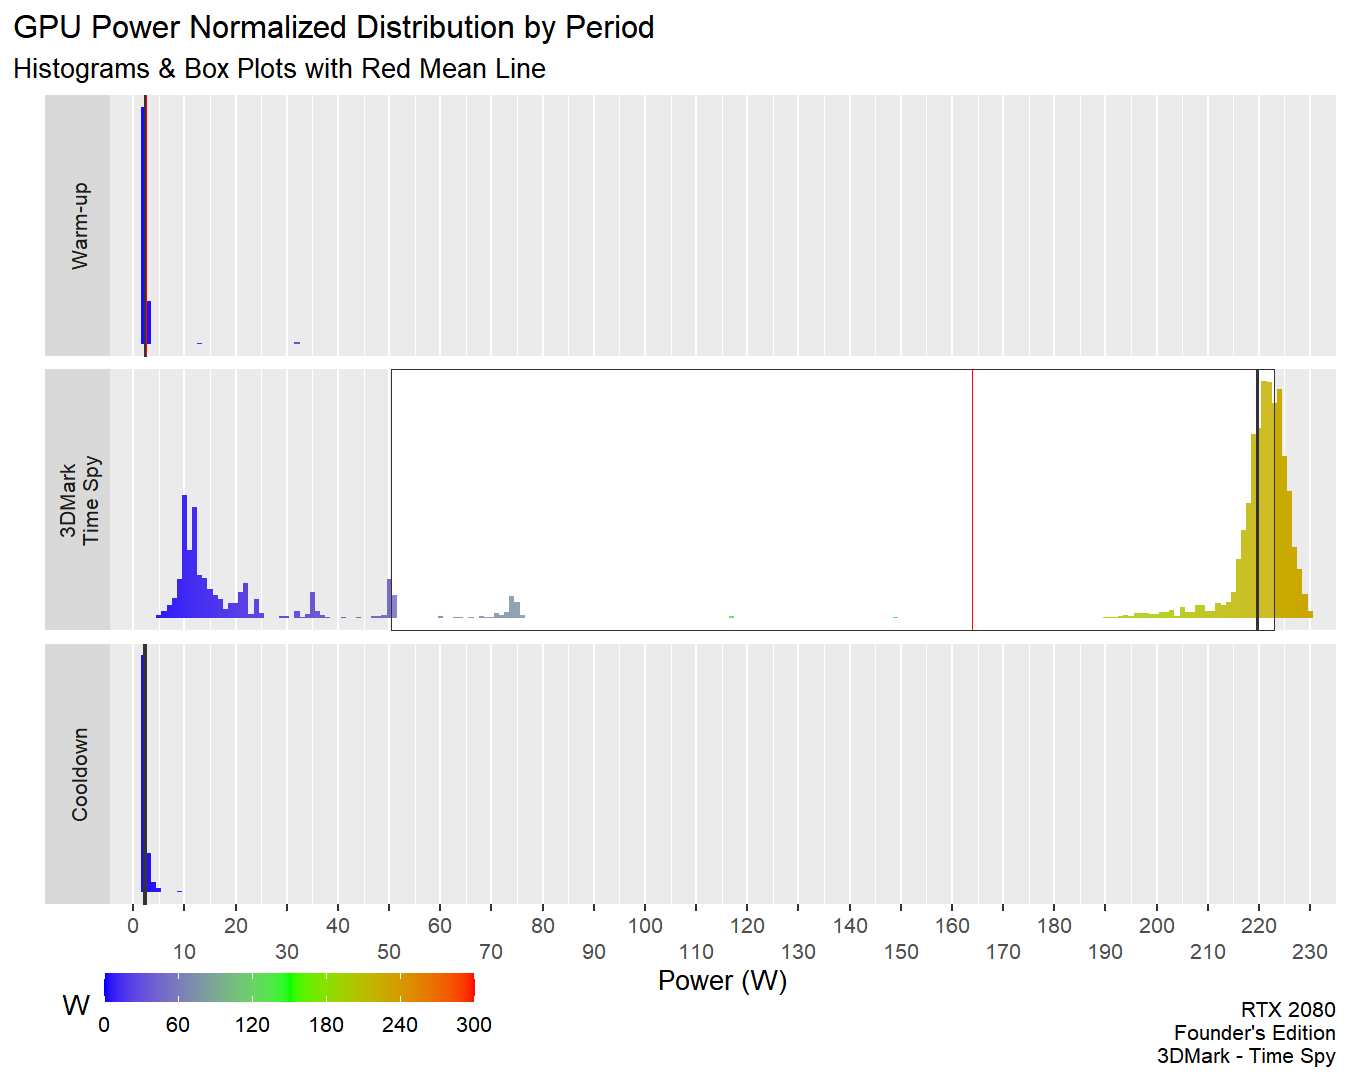 GPU Power Normalized Distribution by Period
Histograms & Box Plots with Red Mean Line
Warm-up
3DMark
Time Spy
Cooldown
0 20 40 60 80 100 120 140 160 180 200 220
10 30 50 70 90 110 130 150 170 190 210 230
Power (W)
W
0 60 120 180 240 300
RTX 2080
Founder's Edition
3DMark - Time Spy